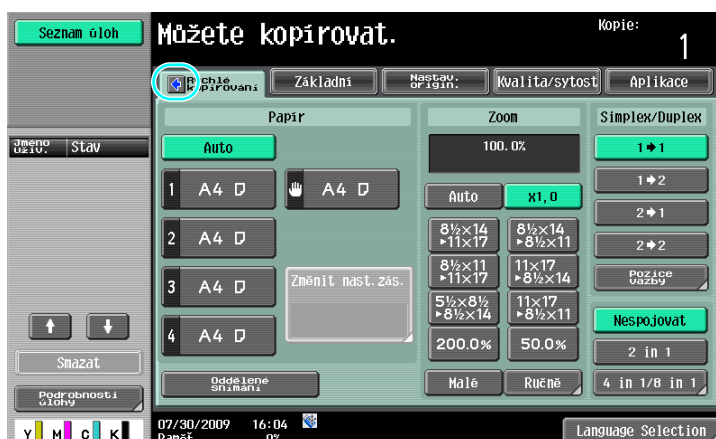 Seznam úloh
Můžete kopírovat.
Kopie:
1
Rychlé
kopírování
Základní
Nastav.
origin.
Kvalita/sytost
Aplikace
Jméno
uživ.
Stav
Papír
Auto
1 A4
A4
2 A4
3 A4
Změnit nast.zás.
4 A4
Oddělené
snímání
Zoom
100.0%
Auto
x1,0
8½×14
▸11×17
8½×14
▸8½×11
8½×11
▸11×17
11×17
▸8½×14
5½×8½
▸8½×14
11×17
▸8½×11
200.0%
50.0%
Malé
Ručně
Simplex/Duplex
1➧1
1➧2
2➧1
2➧2
Pozice
vazby
Nespojovat
2 in 1
4 in 1/8 in 1
Smazat
Podrobnosti
úlohy
Y M C K
07/30/2009 16:04
Paměť 0%
Language Selection